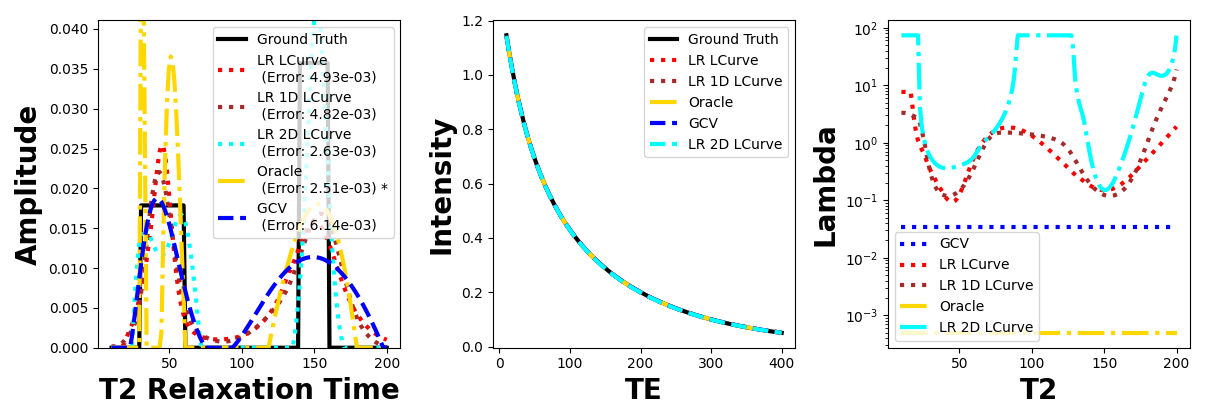 0.040
0.035
0.030
0.025
0.020
0.015
0.010
0.005
0.000
Amplitude
Ground Truth
LR LCurve
(Error: 4.93e-03)
LR 1D LCurve
(Error: 4.82e-03)
LR 2D LCurve
(Error: 2.63e-03)
Oracle
(Error: 2.51e-03) *
GCV
(Error: 6.14e-03)
50 100 150 200
T2 Relaxation Time
1.2
1.0
0.8
0.6
0.4
0.2
0.0
Intensity
Ground Truth
LR LCurve
LR 1D LCurve
Oracle
GCV
LR 2D LCurve
0 100 200 300 400
TE
10²
10¹
10⁰
10⁻¹
10⁻²
10⁻³
Lambda
GCV
LR LCurve
LR 1D LCurve
Oracle
LR 2D LCurve
50 100 150 200
T2